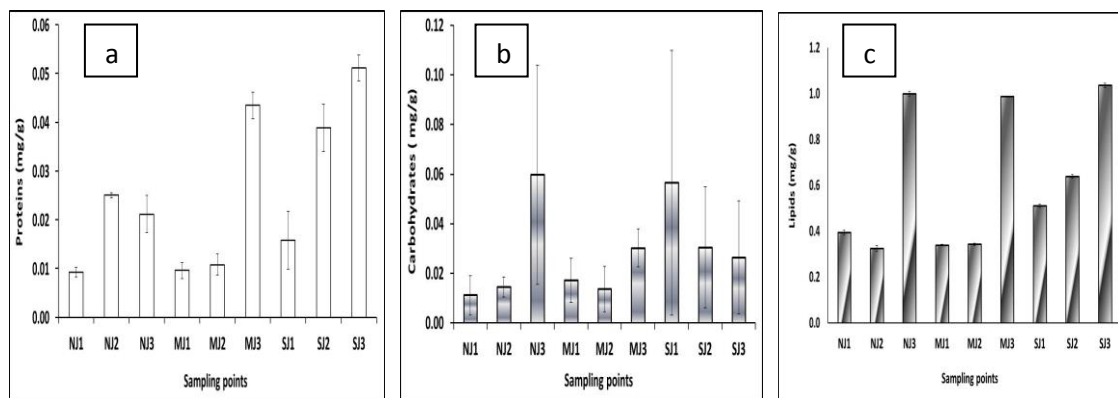 a
Proteins (mg/g)
0.06
0.05
0.04
0.03
0.02
0.01
0.00
NJ1 NJ2 NJ3 MJ1 MJ2 MJ3 SJ1 SJ2 SJ3
Sampling points
b
Carbohydrates ( mg/g)
0.12
0.10
0.08
0.06
0.04
0.02
0.00
NJ1 NJ2 NJ3 MJ1 MJ2 MJ3 SJ1 SJ2 SJ3
Sampling points
c
Lipids (mg/g)
1.2
1.0
0.8
0.6
0.4
0.2
0.0
NJ1 NJ2 NJ3 MJ1 MJ2 MJ3 SJ1 SJ2 SJ3
Sampling points